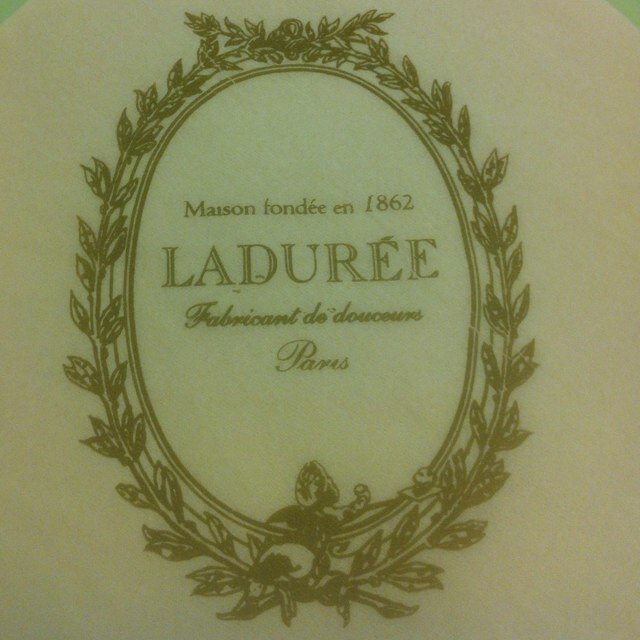 Maison fondée en 1862
LADURÉE
Fabricant de douceurs
Paris